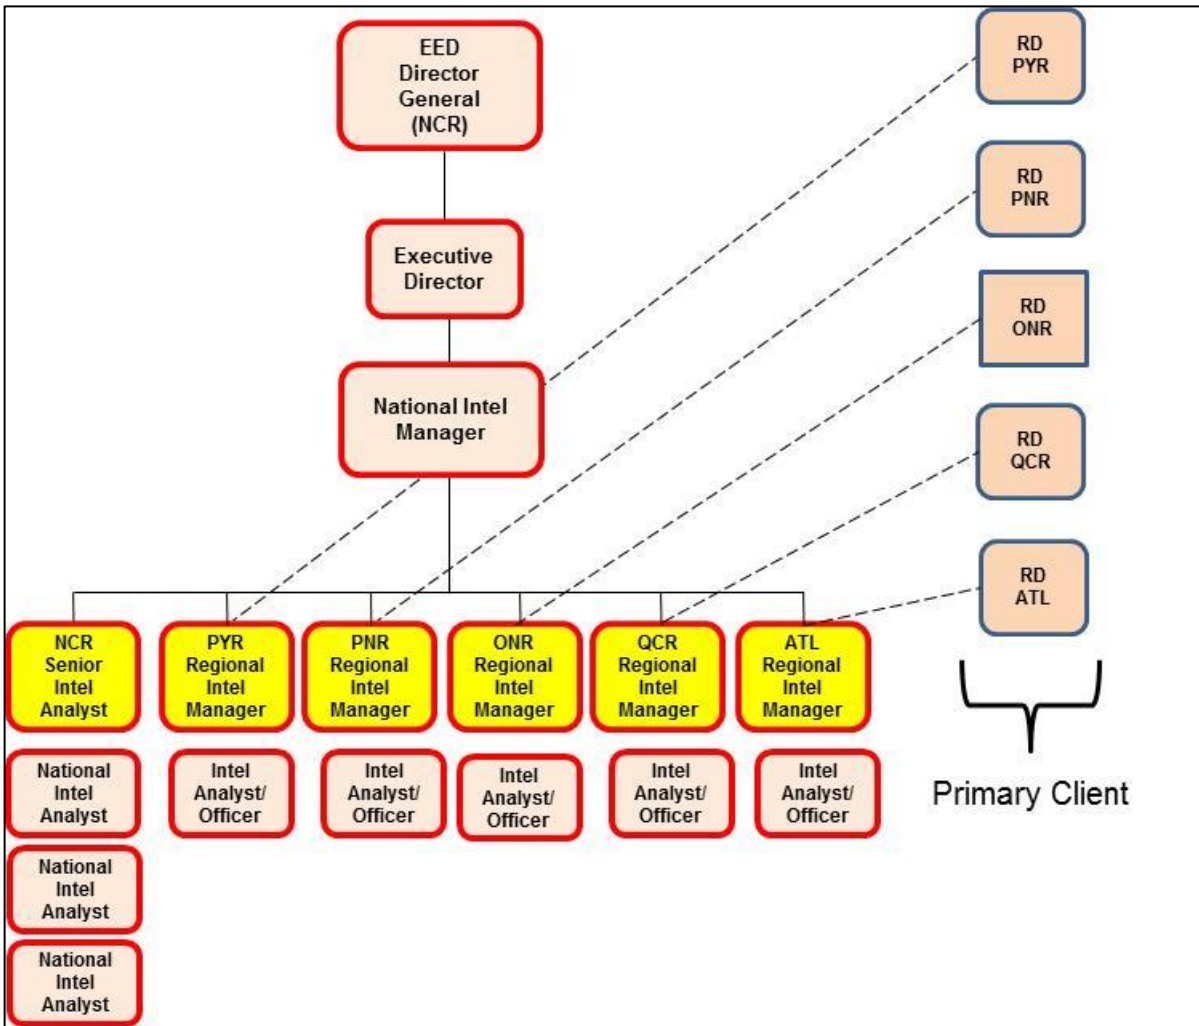 EED
Director
General
(NCR)
Executive
Director
National Intel
Manager
RD
PYR
RD
PNR
RD
ONR
RD
QCR
RD
ATL
Primary Client
NCR
Senior
Intel
Analyst
PYR
Regional
Intel
Manager
PNR
Regional
Intel
Manager
ONR
Regional
Intel
Manager
QCR
Regional
Intel
Manager
ATL
Regional
Intel
Manager
National
Intel
Analyst
Intel
Analyst/
Officer
Intel
Analyst/
Officer
Intel
Analyst/
Officer
Intel
Analyst/
Officer
Intel
Analyst/
Officer
National
Intel
Analyst
National
Intel
Analyst